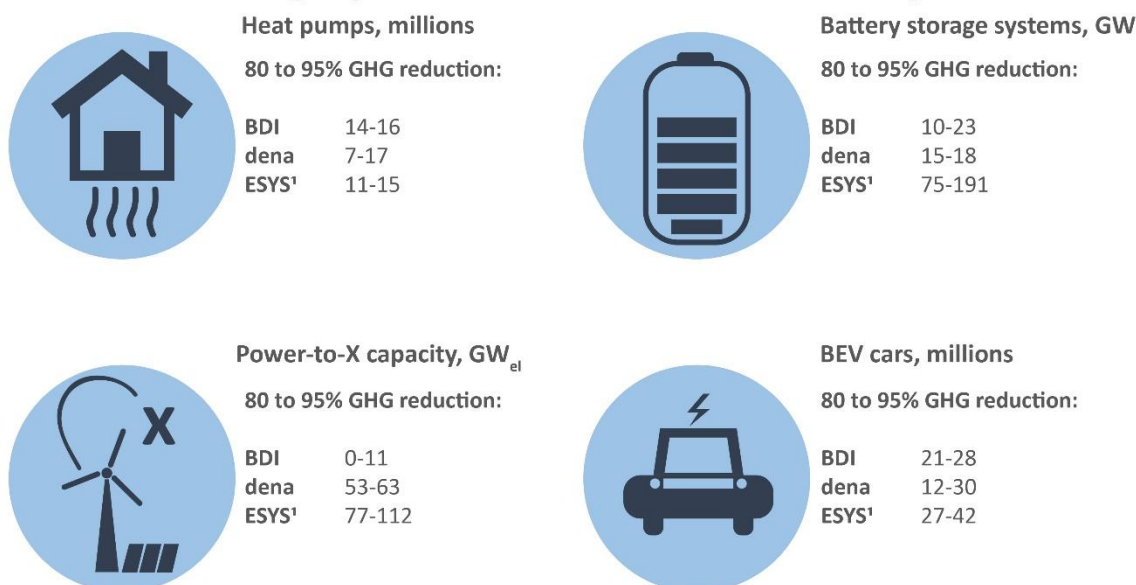 Heat pumps, millions
80 to 95% GHG reduction:
BDI 14-16
dena 7-17
ESYS¹ 11-15
Battery storage systems, GW
80 to 95% GHG reduction:
BDI 10-23
dena 15-18
ESYS¹ 75-191
Power-to-X capacity, GWel
80 to 95% GHG reduction:
X
BDI 0-11
dena 53-63
ESYS¹ 77-112
BEV cars, millions
80 to 95% GHG reduction:
BDI 21-28
dena 12-30
ESYS¹ 27-42